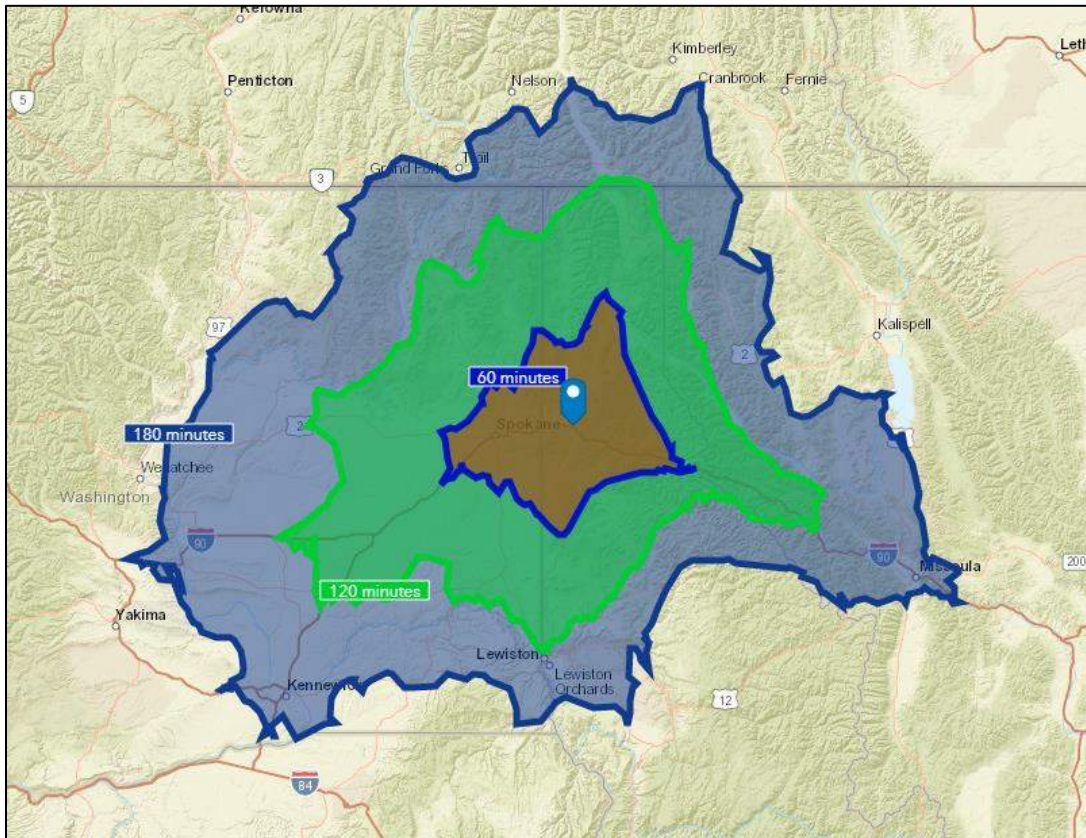 Kelowna
Kimberley
Leth
5
Penticton
Nelson
Cranbrook
Fernie
Grand Forks
Trail
3
97
Kalispell
2
60 minutes
2
Spokane
180 minutes
Wenatchee
Washington
90
90
Missoula
200
120 minutes
Yakima
Lewiston
Lewiston
Orchards
Kennewick
12
84